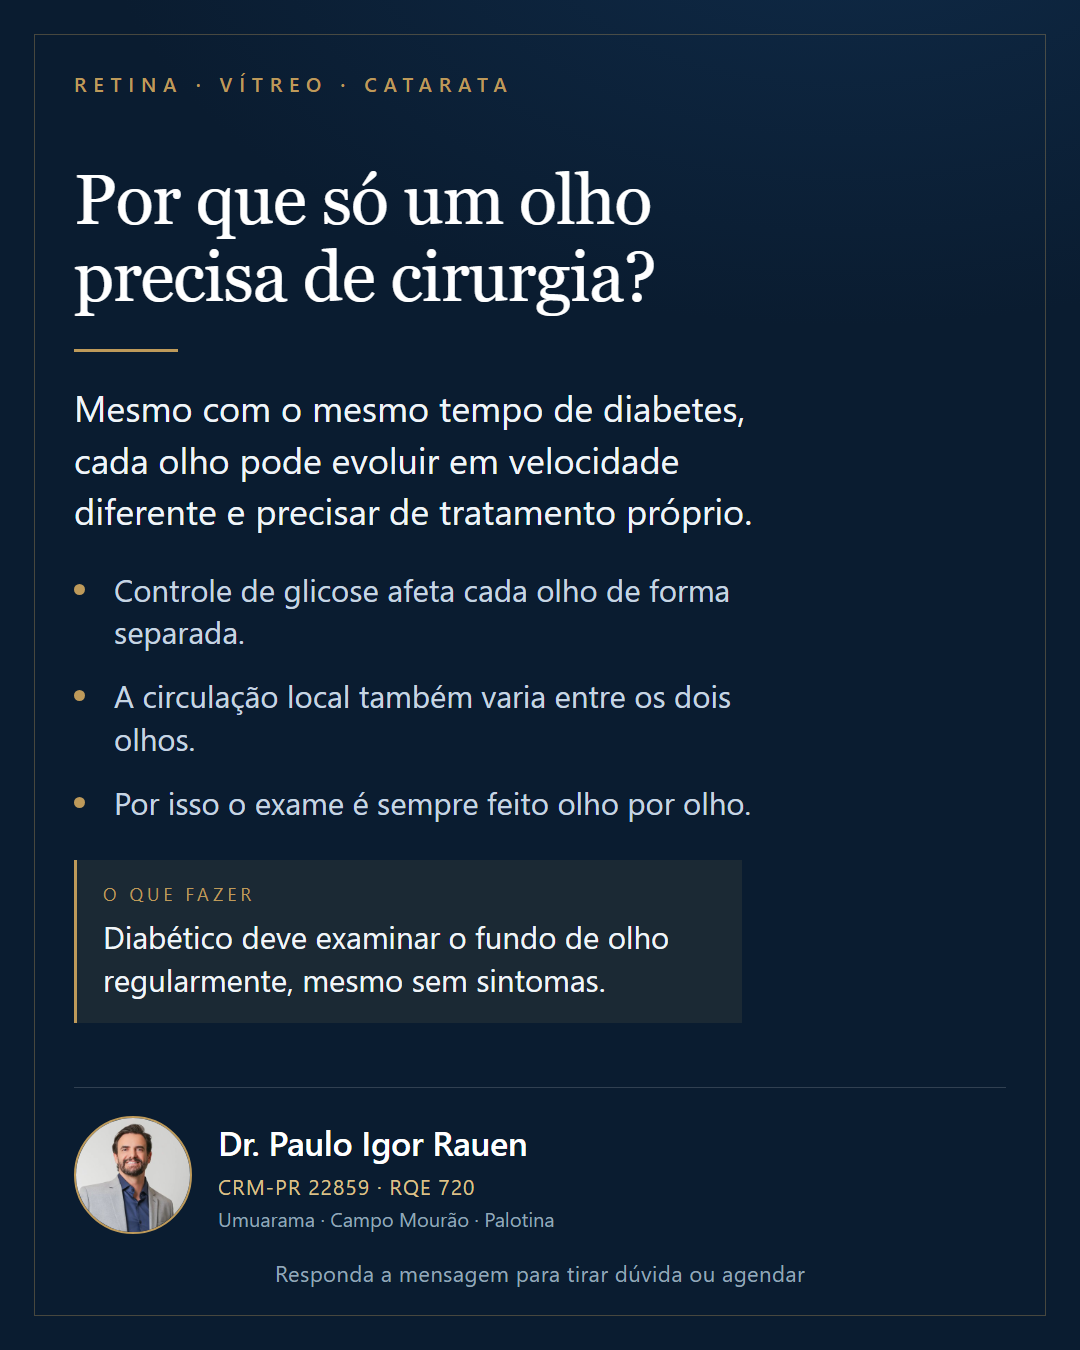 RETINA · VÍTREO · CATARATA
Por que só um olho
precisa de cirurgia?
Mesmo com o mesmo tempo de diabetes,
cada olho pode evoluir em velocidade
diferente e precisar de tratamento próprio.
• Controle de glicose afeta cada olho de forma
separada.
• A circulação local também varia entre os dois
olhos.
• Por isso o exame é sempre feito olho por olho.
O QUE FAZER
Diabético deve examinar o fundo de olho
regularmente, mesmo sem sintomas.
Dr. Paulo Igor Rauen
CRM-PR 22859 · RQE 720
Umuarama · Campo Mourão · Palotina
Responda a mensagem para tirar dúvida ou agendar